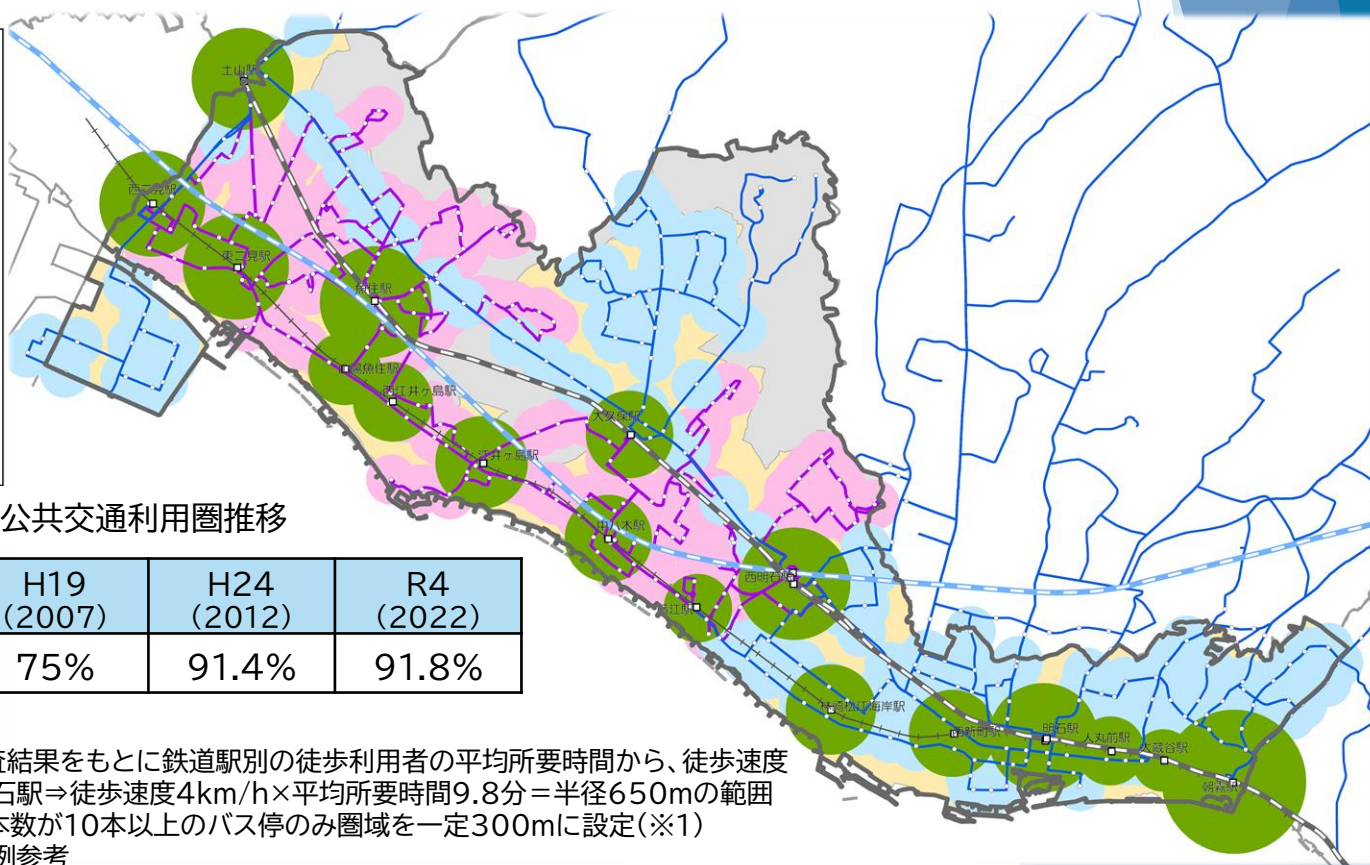 土山駅
西二見駅
東二見駅
魚住駅
西江井ヶ島駅
江井ヶ島駅
大久保駅
中八木駅
西明石駅
藤江駅
林崎松江海岸駅
西新町駅
明石駅
人丸前駅
大蔵谷駅
朝霧駅
公共交通利用圏推移
H19 H24 R4
(2007) (2012) (2022)
75% 91.4% 91.8%
結果をもとに鉄道駅別の徒歩利用者の平均所要時間から、徒歩速度
石駅⇒徒歩速度4km/h×平均所要時間9.8分=半径650mの範囲
本数が10本以上のバス停のみ圏域を一定300mに設定(※1)
例参考